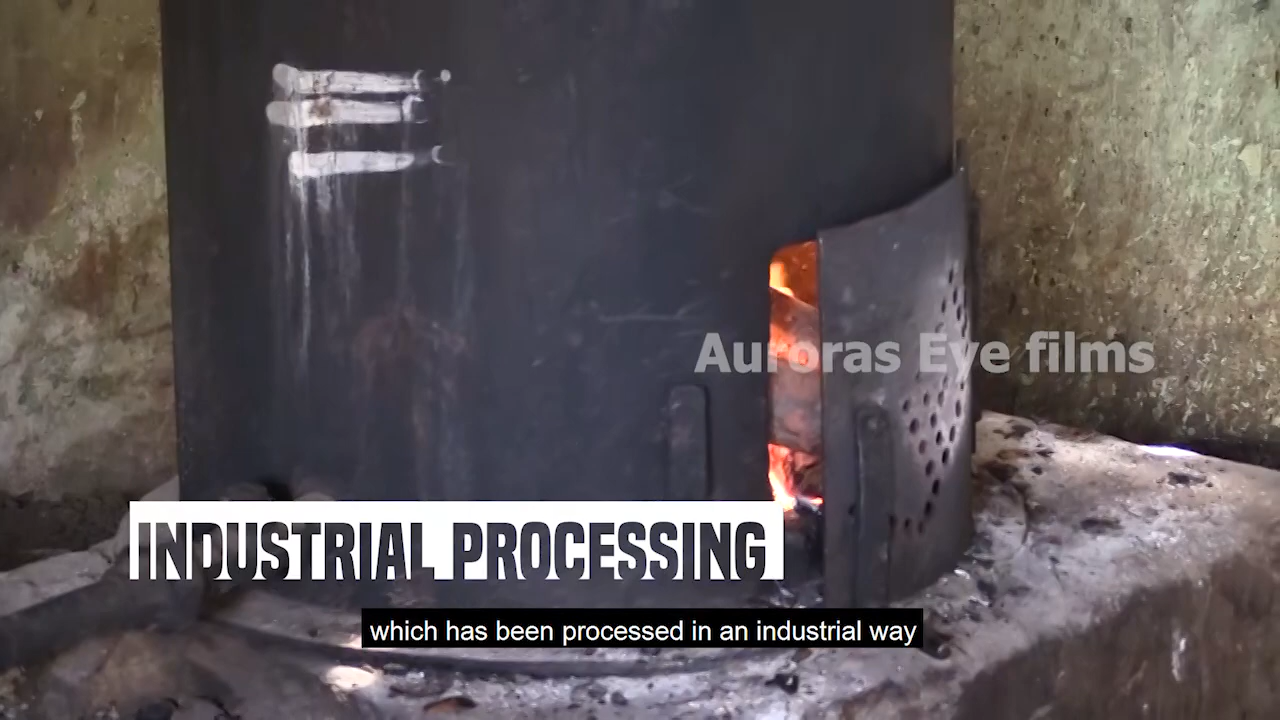 Auroras Eye films
INDUSTRIAL PROCESSING
which has been processed in an industrial way